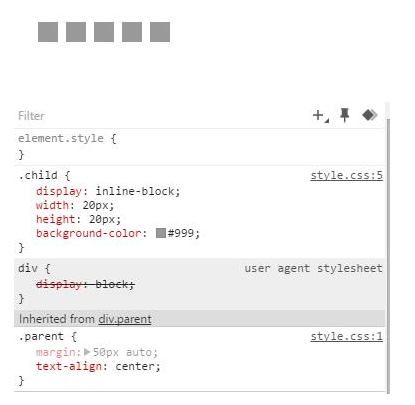 Filter
element.style {
}
.child { style.css:5
display: inline-block;
width: 20px;
height: 20px;
background-color: #999;
}
div { user agent stylesheet
display: block;
}
Inherited from div.parent
.parent { style.css:1
margin: 50px auto;
text-align: center;
}